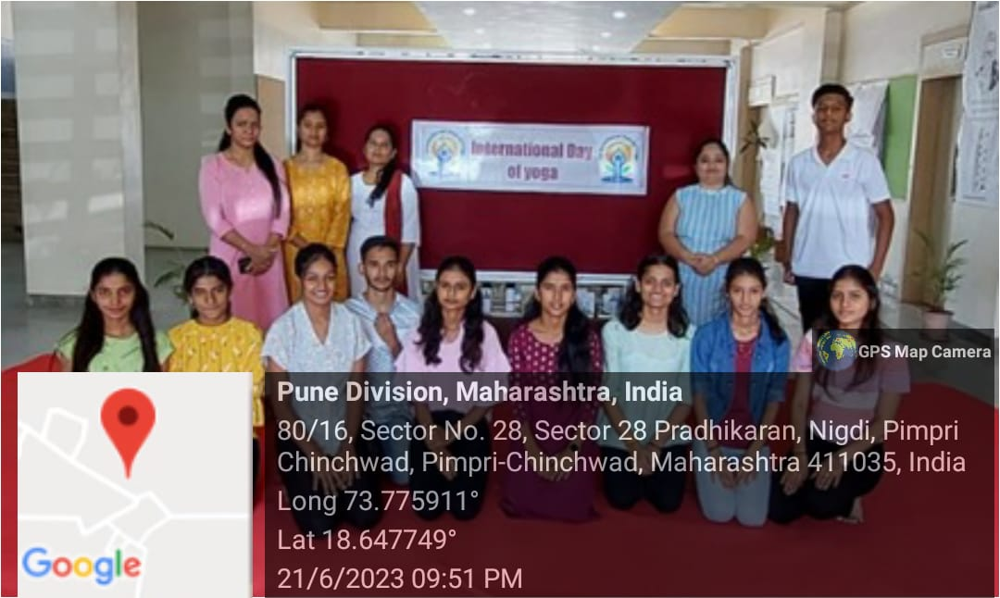 International Day
of yoga
GPS Map Camera
Pune Division, Maharashtra, India
80/16, Sector No. 28, Sector 28 Pradhikaran, Nigdi, Pimpri
Chinchwad, Pimpri-Chinchwad, Maharashtra 411035, India
Long 73.775911°
Lat 18.647749°
21/6/2023 09:51 PM
Google